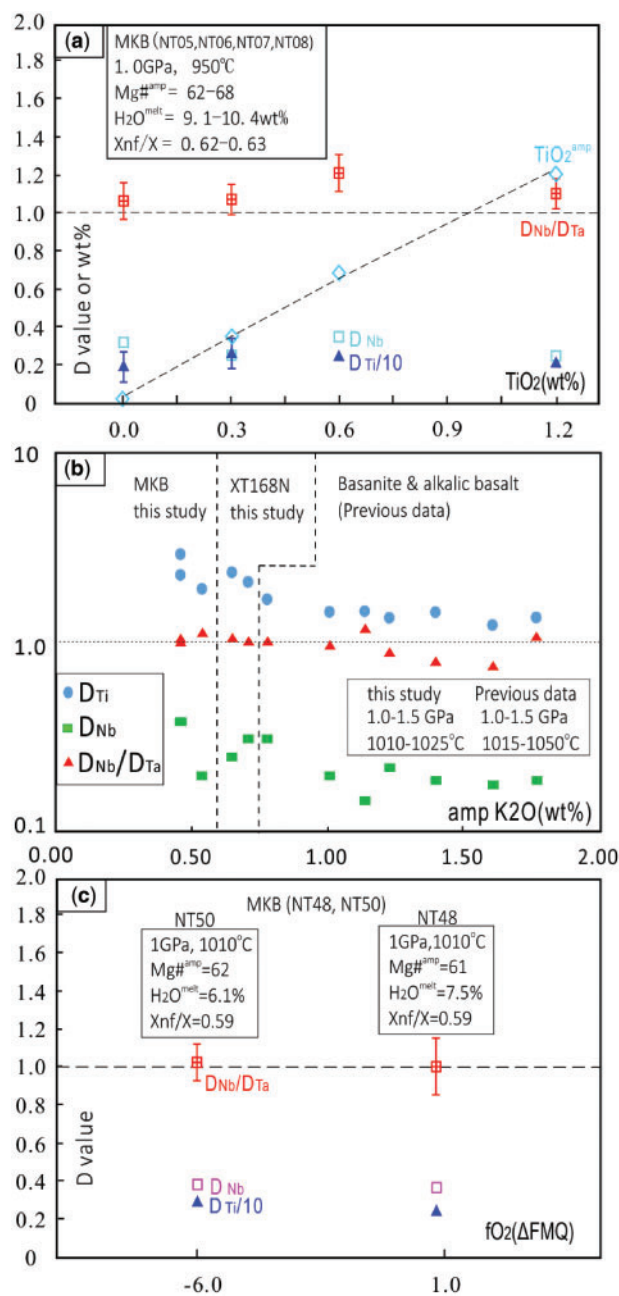 (a)
MKB (NT05,NT06,NT07,NT08)
1. 0GPa, 950℃
Mg#amp = 62-68
H2Omelt = 9. 1-10. 4wt%
Xnf/X = 0.62-0.63
TiO2amp
DNb/DTa
D Nb
D Ti/10
TiO2(wt%)
D value or wt%
2.0
1.8
1.6
1.4
1.2
1.0
0.8
0.6
0.4
0.2
0
0.0 0.3 0.6 0.9 1.2
(b)
MKB
this study
XT168N
this study
Basanite & alkalic basalt
(Previous data)
DTi
DNb
DNb/DTa
this study Previous data
1.0-1.5 GPa 1.0-1.5 GPa
1010-1025°C 1015-1050°C
amp K2O(wt%)
10
1.0
0.1
0.00 0.50 1.00 1.50 2.00
(c)
MKB (NT48, NT50)
NT50
1GPa, 1010°C
Mg#amp=62
H2Omelt=6.1%
Xnf/X=0.59
NT48
1GPa,1010°C
Mg#amp=61
H2Omelt=7.5%
Xnf/X=0.59
DNb/DTa
D Nb
D Ti/10
fO2(ΔFMQ)
D value
2.0
1.8
1.6
1.4
1.2
1.0
0.8
0.6
0.4
0.2
0
-6.0 1.0